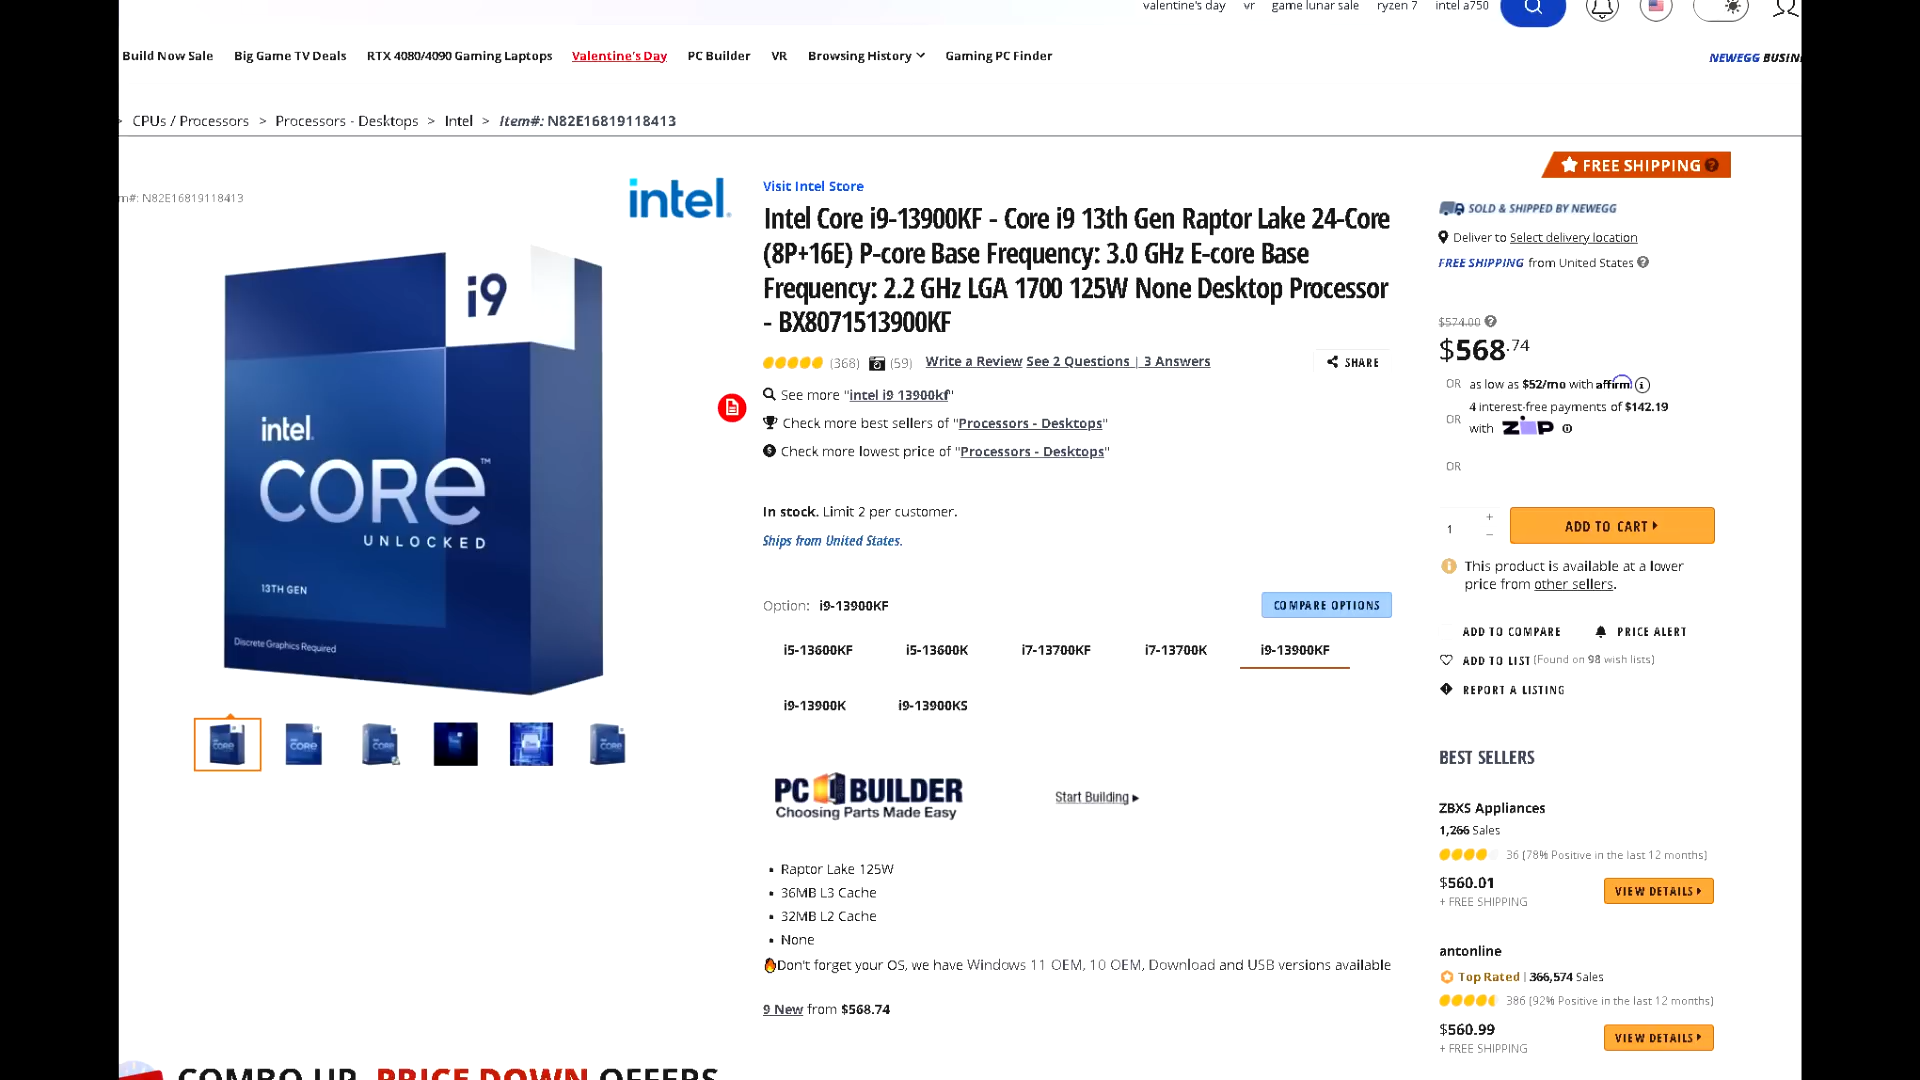 valentine's day vr game lunar sale ryzen 7 intel a750
Build Now Sale Big Game TV Deals RTX 4080/4090 Gaming Laptops Valentine's Day PC Builder VR Browsing History Gaming PC Finder
NEWEGG
CPUs / Processors > Processors - Desktops > Intel > Item#: N82E16819118413
m#: N82E16819118413
intel.
i9
intel.
CORE™
UNLOCKED
13TH GEN
Discrete Graphics Required
Visit Intel Store
Intel Core i9-13900KF - Core i9 13th Gen Raptor Lake 24-Core
(8P+16E) P-core Base Frequency: 3.0 GHz E-core Base
Frequency: 2.2 GHz LGA 1700 125W None Desktop Processor
- BX8071513900KF
(368) (59) Write a Review See 2 Questions | 3 Answers
SHARE
See more "intel i9 13900kf"
Check more best sellers of "Processors - Desktops"
Check more lowest price of "Processors - Desktops"
In stock. Limit 2 per customer.
Ships from United States.
Option: i9-13900KF
COMPARE OPTIONS
i5-13600KF i5-13600K i7-13700KF i7-13700K i9-13900KF
i9-13900K i9-13900KS
PC BUILDER
Choosing Parts Made Easy
Start Building
• Raptor Lake 125W
• 36MB L3 Cache
• 32MB L2 Cache
• None
Don't forget your OS, we have Windows 11 OEM, 10 OEM, Download and USB versions available
9 New from $568.74
FREE SHIPPING
SOLD & SHIPPED BY NEWEGG
Deliver to Select delivery location
FREE SHIPPING from United States
$574.00
$568.74
OR as low as $52/mo with affirm
OR 4 interest-free payments of $142.19
with ZIP
OR
1 + −
ADD TO CART
This product is available at a lower
price from other sellers.
ADD TO COMPARE PRICE ALERT
ADD TO LIST (Found on 98 wish lists)
REPORT A LISTING
BEST SELLERS
ZBXS Appliances
1,266 Sales
36 (78% Positive in the last 12 months)
$560.01
+ FREE SHIPPING
VIEW DETAILS
antonline
Top Rated | 366,574 Sales
386 (92% Positive in the last 12 months)
$560.99
+ FREE SHIPPING
VIEW DETAILS
COMBO UP, PRICE DOWN OFFERS